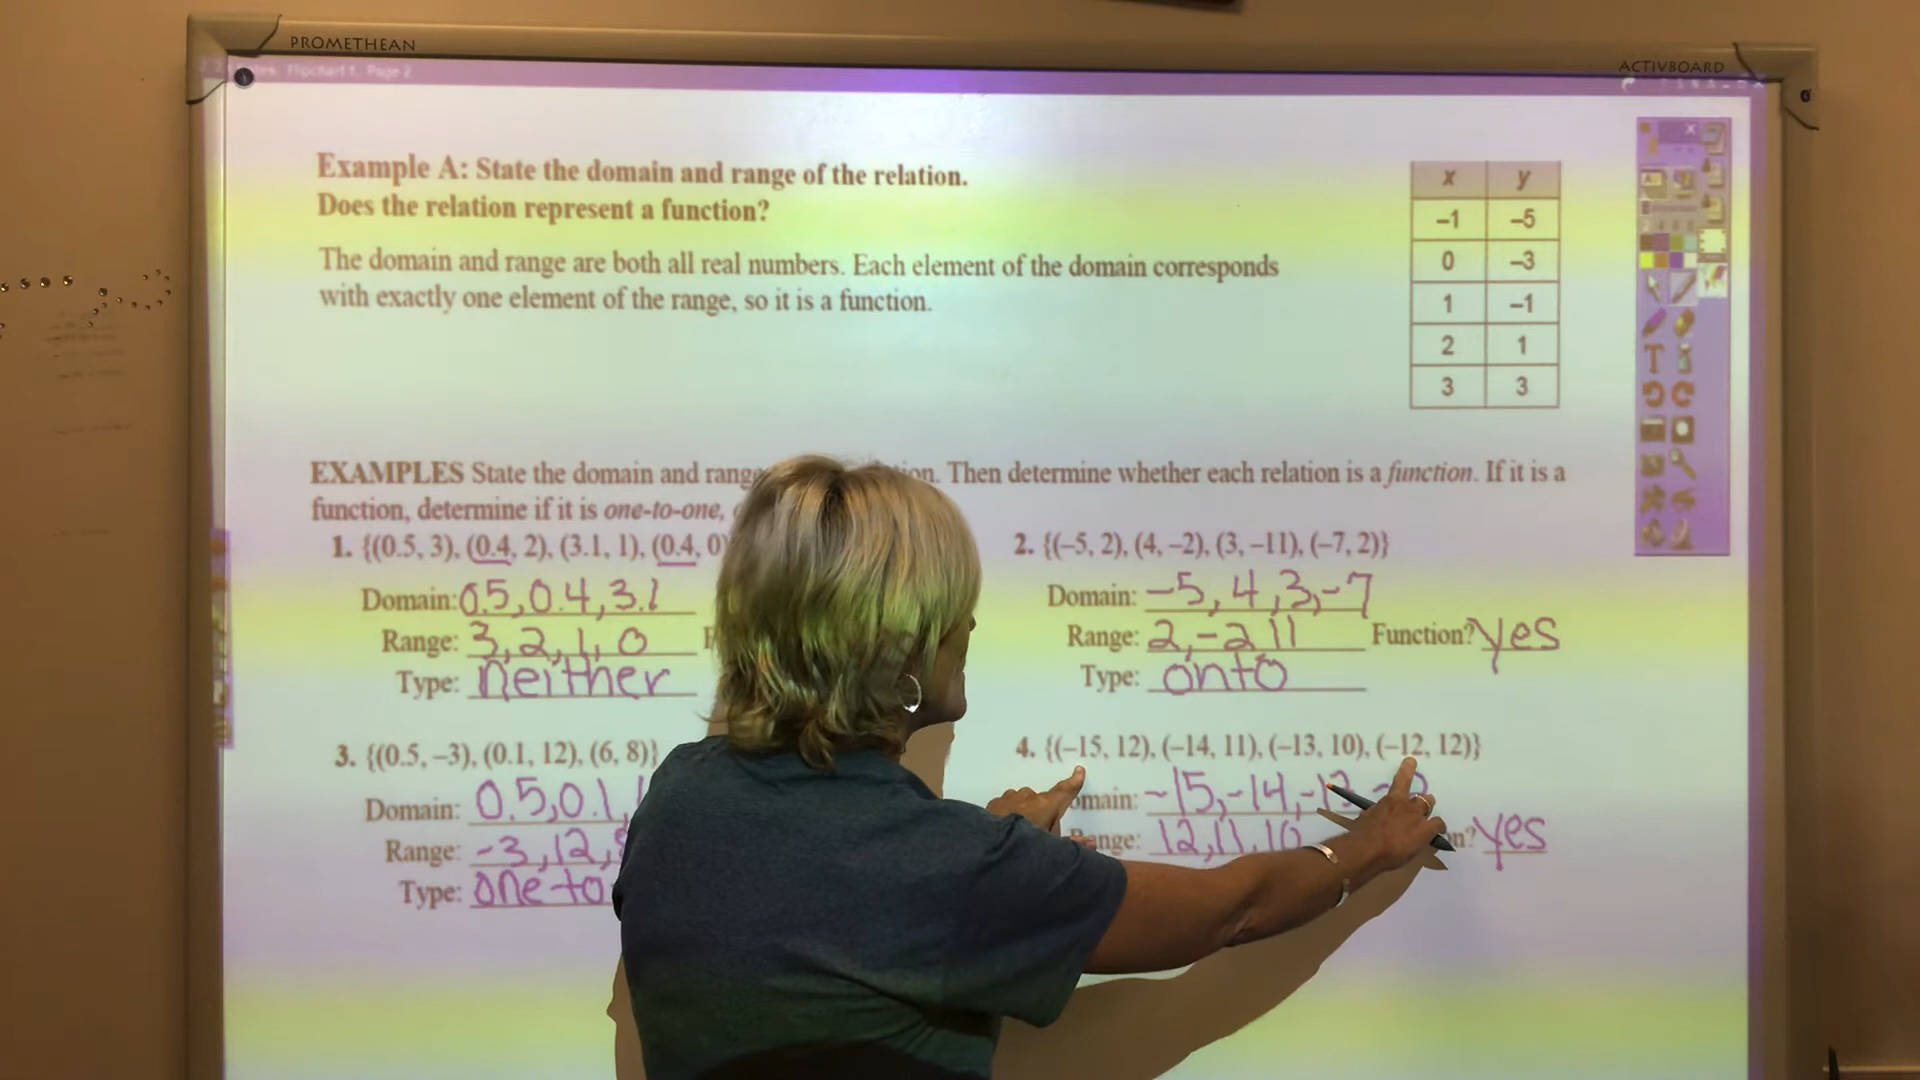 PROMETHEAN
ACTIVBOARD
Flipchart 1, Page 2
Example A: State the domain and range of the relation.
Does the relation represent a function?
The domain and range are both all real numbers. Each element of the domain corresponds
with exactly one element of the range, so it is a function.
x y
–1 –5
0 –3
1 –1
2 1
3 3
EXAMPLES State the domain and range . Then determine whether each relation is a function. If it is a
function, determine if it is one-to-one,
1. {(0.5, 3), (0.4, 2), (3.1, 1), (0.4, 0)
Domain: 0.5, 0.4, 3.1
Range: 3, 2, 1, 0
Type: neither
2. {(–5, 2), (4, –2), (3, –11), (–7, 2)}
Domain: -5, 4, 3, -7
Range: 2, -2 11 Function? yes
Type: onto
3. {(0.5, –3), (0.1, 12), (6, 8)}
Domain: 0.5, 0.1,
Range: -3, 12, 8
Type: one to
4. {(–15, 12), (–14, 11), (–13, 10), (–12, 12)}
-15, -14, -13
12, 11, 10 yes